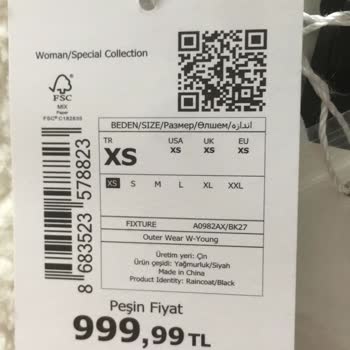 Woman/Special Collection
FSC
MIX
Paper
FSC® C182835
BEDEN/SIZE/Размер/Өлшем/اندازه
TR USA UK EU
XS XS XS XS
XS S M L XL XXL
FIXTURE A0982AX/BK27
Outer Wear W-Young
Üretim yeri: Çin
Ürün çeşidi: Yağmurluk/Siyah
Made in China
Product Identity: Raincoat/Black
8 683523 578823
Peşin Fiyat
999,99 TL